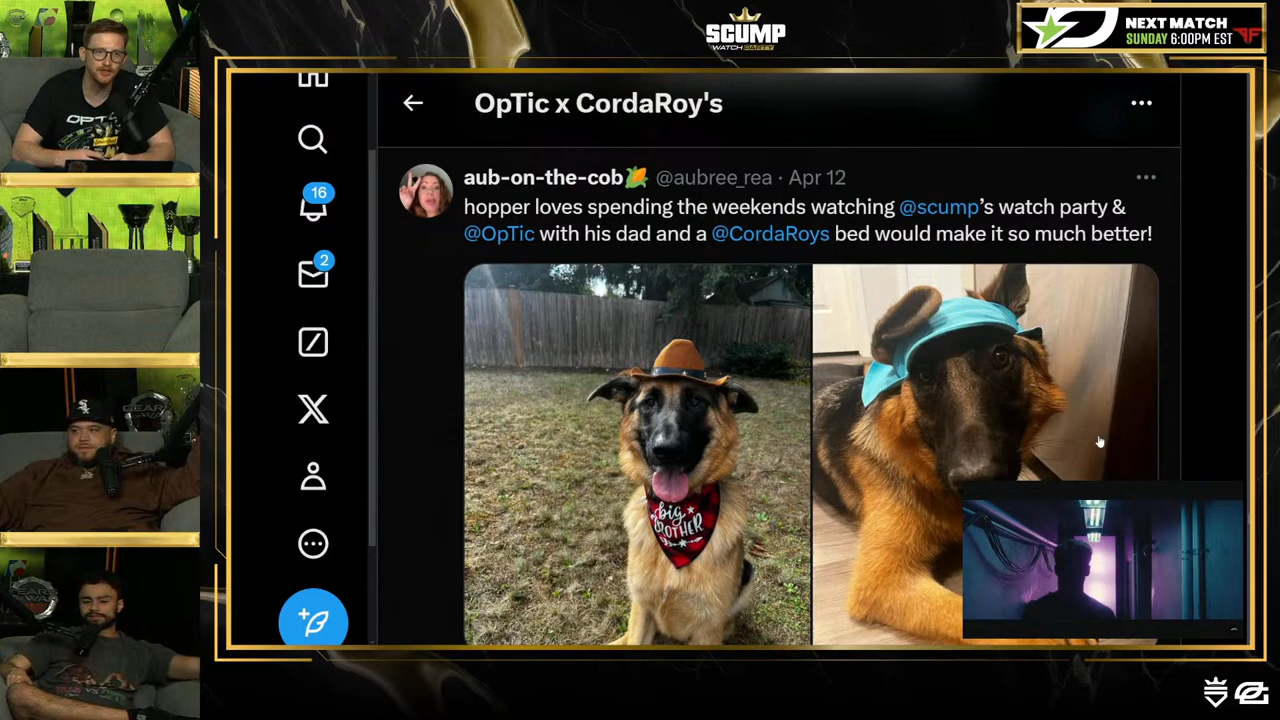 SCUMP
WATCH PARTY
NEXT MATCH
SUNDAY 6:00PM EST
OpTic x CordaRoy's
aub-on-the-cob🌽 @aubree_rea · Apr 12
hopper loves spending the weekends watching @scump's watch party &
@OpTic with his dad and a @CordaRoys bed would make it so much better!
16
2
big
BROTHER